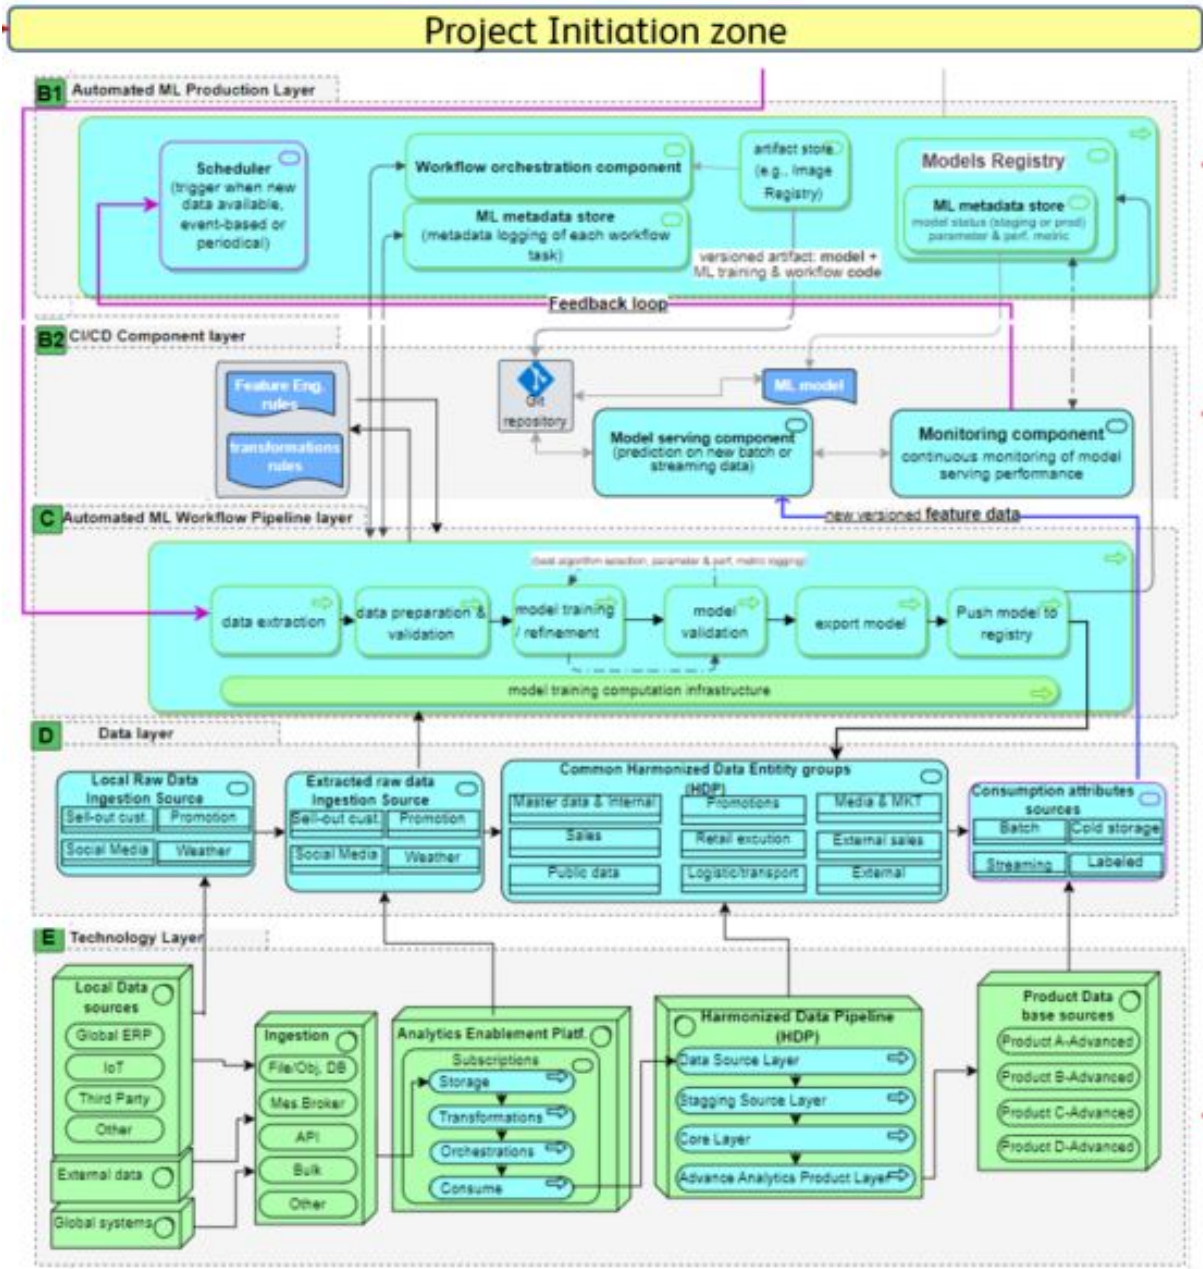 Project Initiation zone
B1
Automated ML Production Layer
Scheduler
(trigger when new
data available,
event-based or
periodical)
Workflow orchestration component
ML metadata store
(metadata logging of each workflow
task)
artifact store
(e.g., Image
Registry)
Models Registry
ML metadata store
model status (staging or prod)
parameter & perf. metric
versioned artifact: model +
ML training & workflow code
Feedback loop
B2
CI/CD Component layer
Feature Eng.
rules
transformations
rules
Git
repository
ML model
Model serving component
(prediction on new batch or
streaming data)
Monitoring component
continuous monitoring of model
serving performance
C
Automated ML Workflow Pipeline layer
new versioned feature data
(best algorithm selection, parameter & perf. metric logging)
data extraction
data preparation &
validation
model training
/ refinement
model
validation
export model
Push model to
registry
model training computation infrastructure
D
Data layer
Local Raw Data
Ingestion Source
Sell-out cust.
Promotion
Social Media
Weather
Extracted raw data
Ingestion Source
Sell-out cust.
Promotion
Social Media
Weather
Common Harmonized Data Entitity groups
(HDP)
Master data & Internal
Promotions
Media & MKT
Sales
Retail excution
External sales
Public data
Logistic/transport
External
Consumption attributes
sources
Batch
Cold storage
Streaming
Labeled
E
Technology Layer
Local Data
sources
Global ERP
IoT
Third Party
Other
External data
Global systems
Ingestion
File/Obj. DB
Mes.Broker
API
Bulk
Other
Analytics Enablement Platf.
Subscriptions
Storage
Transformations
Orchestrations
Consume
Harmonized Data Pipeline
(HDP)
Data Source Layer
Stagging Source Layer
Core Layer
Advance Analytics Product Layer
Product Data
base sources
Product A-Advanced
Product B-Advanced
Product C-Advanced
Product D-Advanced